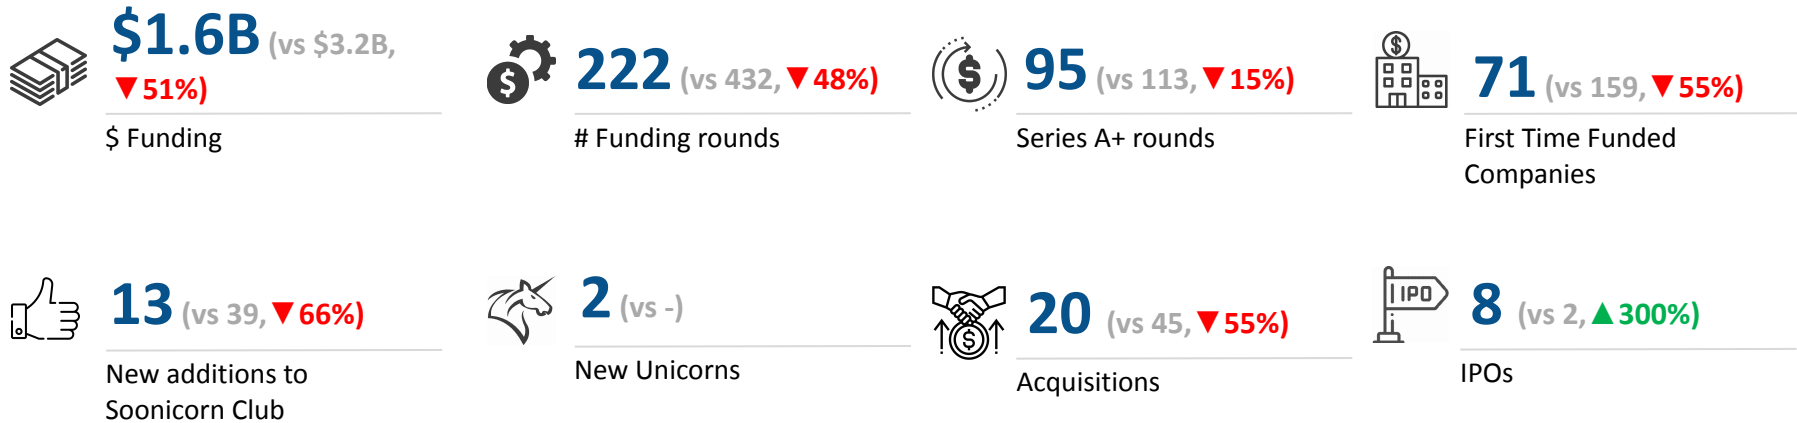 $1.6B (vs $3.2B,
▼51%)
$ Funding
222 (vs 432, ▼48%)
# Funding rounds
95 (vs 113, ▼15%)
Series A+ rounds
71 (vs 159, ▼55%)
First Time Funded
Companies
13 (vs 39, ▼66%)
New additions to
Soonicorn Club
2 (vs -)
New Unicorns
20 (vs 45, ▼55%)
Acquisitions
IPO
8 (vs 2, ▲300%)
IPOs